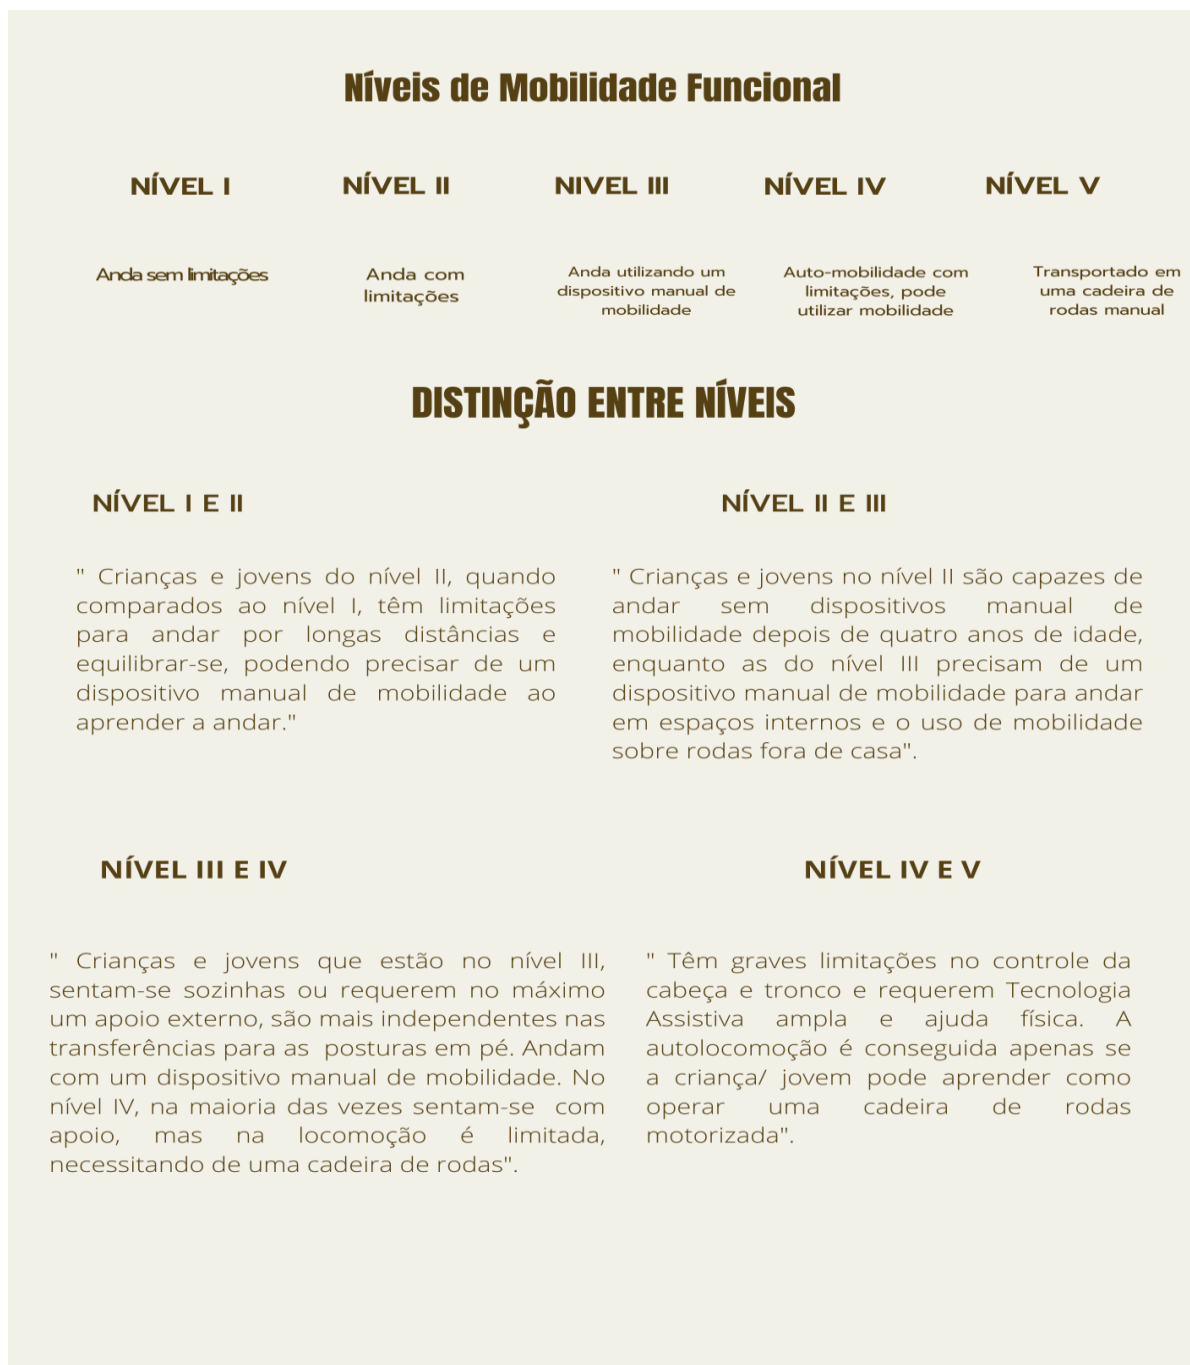 Níveis de Mobilidade Funcional
NÍVEL I
NÍVEL II
NIVEL III
NÍVEL IV
NÍVEL V
Anda sem limitações
Anda com
limitações
Anda utilizando um
dispositivo manual de
mobilidade
Auto-mobilidade com
limitações, pode
utilizar mobilidade
Transportado em
uma cadeira de
rodas manual
DISTINÇÃO ENTRE NÍVEIS
NÍVEL I E II
" Crianças e jovens do nível II, quando
comparados ao nível I, têm limitações
para andar por longas distâncias e
equilibrar-se, podendo precisar de um
dispositivo manual de mobilidade ao
aprender a andar."
NÍVEL II E III
" Crianças e jovens no nível II são capazes de
andar sem dispositivos manual de
mobilidade depois de quatro anos de idade,
enquanto as do nível III precisam de um
dispositivo manual de mobilidade para andar
em espaços internos e o uso de mobilidade
sobre rodas fora de casa".
NÍVEL III E IV
" Crianças e jovens que estão no nível III,
sentam-se sozinhas ou requerem no máximo
um apoio externo, são mais independentes nas
transferências para as posturas em pé. Andam
com um dispositivo manual de mobilidade. No
nível IV, na maioria das vezes sentam-se com
apoio, mas na locomoção é limitada,
necessitando de uma cadeira de rodas".
NÍVEL IV E V
" Têm graves limitações no controle da
cabeça e tronco e requerem Tecnologia
Assistiva ampla e ajuda física. A
autolocomoção é conseguida apenas se
a criança/ jovem pode aprender como
operar uma cadeira de rodas
motorizada".